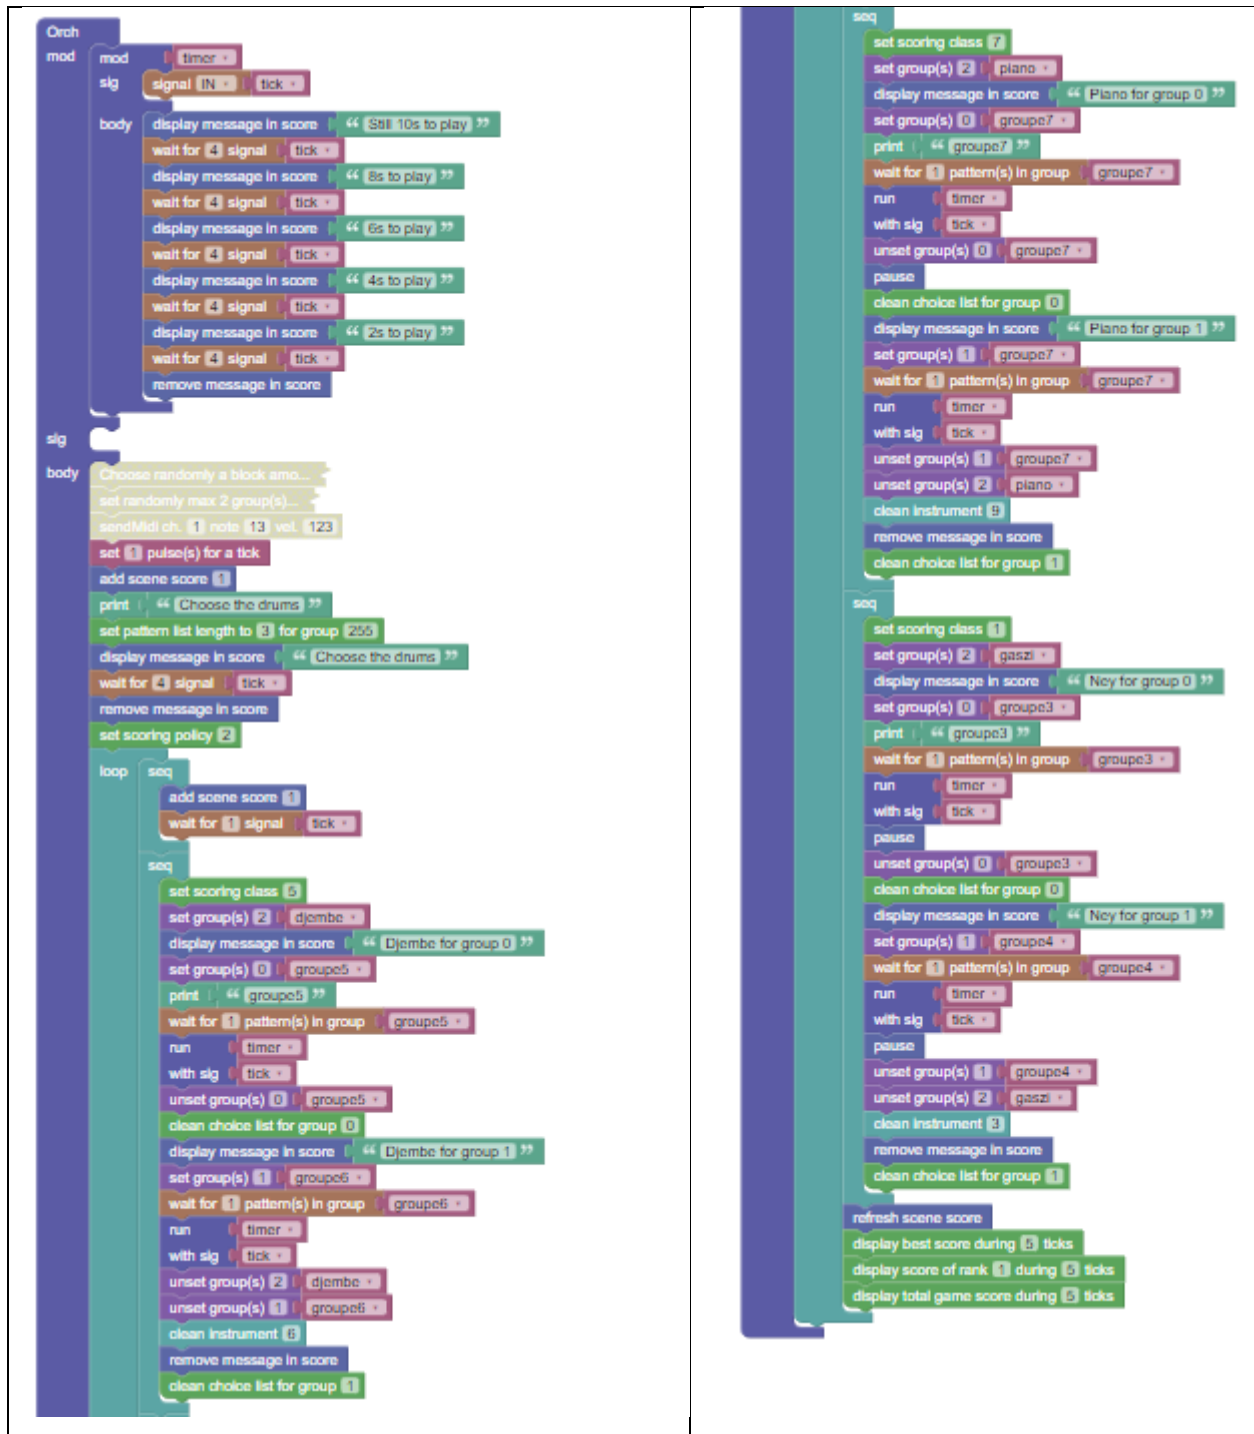 Orch
mod mod timer
sig signal IN tick
body display message in score “ Still 10s to play ”
wait for 4 signal tick
display message in score “ 8s to play ”
wait for 4 signal tick
display message in score “ 6s to play ”
wait for 4 signal tick
display message in score “ 4s to play ”
wait for 4 signal tick
display message in score “ 2s to play ”
wait for 4 signal tick
remove message in score
sig
body Choose randomly a block amo...
set randomly max 2 group(s)...
sendMidi ch. 1 note 13 vel. 123
set 1 pulse(s) for a tick
add scene score 1
print “ Choose the drums ”
set pattern list length to 3 for group 255
display message in score “ Choose the drums ”
wait for 4 signal tick
remove message in score
set scoring policy 2
loop seq
add scene score 1
wait for 1 signal tick
seq
set scoring class 5
set group(s) 2 djembe
display message in score “ Djembe for group 0 ”
set group(s) 0 groupe5
print “ groupe5 ”
wait for 1 pattern(s) in group groupe5
run timer
with sig tick
unset group(s) 0 groupe5
clean choice list for group 0
display message in score “ Djembe for group 1 ”
set group(s) 1 groupe6
wait for 1 pattern(s) in group groupe6
run timer
with sig tick
unset group(s) 2 djembe
unset group(s) 1 groupe6
clean instrument 6
remove message in score
clean choice list for group 1
seq
set scoring class 7
set group(s) 2 piano
display message in score “ Piano for group 0 ”
set group(s) 0 groupe7
print “ groupe7 ”
wait for 1 pattern(s) in group groupe7
run timer
with sig tick
unset group(s) 0 groupe7
pause
clean choice list for group 0
display message in score “ Piano for group 1 ”
set group(s) 1 groupe7
wait for 1 pattern(s) in group groupe7
run timer
with sig tick
unset group(s) 1 groupe7
unset group(s) 2 piano
clean instrument 9
remove message in score
clean choice list for group 1
seq
set scoring class 1
set group(s) 2 gaszi
display message in score “ Ney for group 0 ”
set group(s) 0 groupe3
print “ groupe3 ”
wait for 1 pattern(s) in group groupe3
run timer
with sig tick
pause
unset group(s) 0 groupe3
clean choice list for group 0
display message in score “ Ney for group 1 ”
set group(s) 1 groupe4
wait for 1 pattern(s) in group groupe4
run timer
with sig tick
pause
unset group(s) 1 groupe4
unset group(s) 2 gaszi
clean instrument 3
remove message in score
clean choice list for group 1
refresh scene score
display best score during 5 ticks
display score of rank 1 during 5 ticks
display total game score during 5 ticks